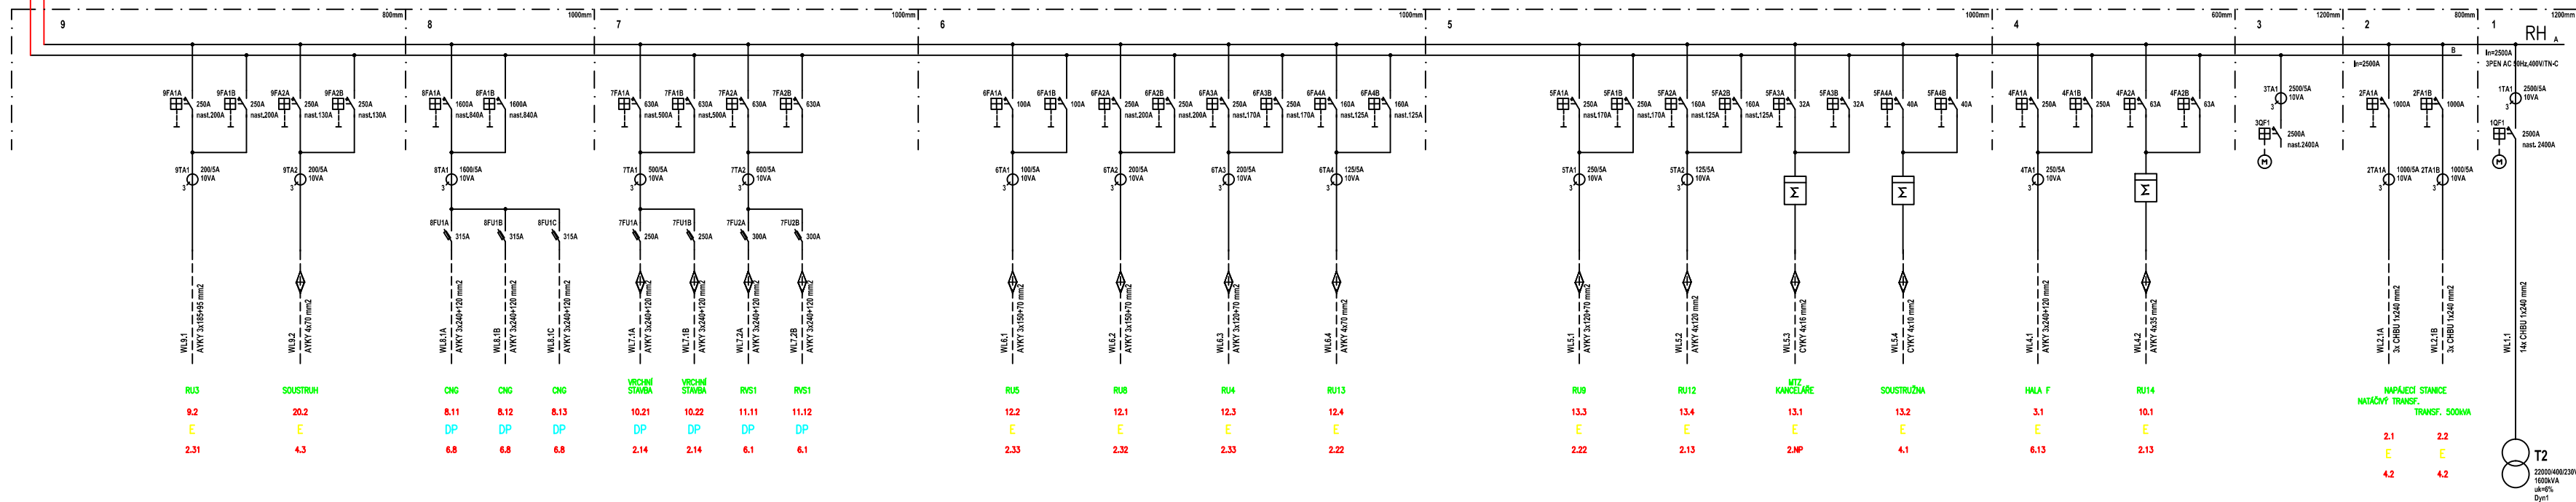 9
800mm
8
1000mm
7
1000mm
6
1000mm
5
1000mm
4
600mm
3
1200mm
2
800mm
1
1200mm
RH
A
B
In=2500A
In=2500A
3PEN AC 50Hz,400V/TN-C
9FA1A
250A
nast.200A
9FA1B
250A
nast.200A
9FA2A
250A
nast.130A
9FA2B
250A
nast.130A
8FA1A
1600A
nast.840A
8FA1B
1600A
nast.840A
7FA1A
630A
nast.500A
7FA1B
630A
nast.500A
7FA2A
630A
7FA2B
630A
6FA1A
100A
6FA1B
100A
6FA2A
250A
nast.200A
6FA2B
250A
nast.200A
6FA3A
250A
nast.170A
6FA3B
250A
nast.170A
6FA4A
160A
nast.125A
6FA4B
160A
nast.125A
5FA1A
250A
nast.170A
5FA1B
250A
nast.170A
5FA2A
160A
nast.125A
5FA2B
160A
nast.125A
5FA3A
32A
5FA3B
32A
5FA4A
40A
5FA4B
40A
4FA1A
250A
4FA1B
250A
4FA2A
63A
4FA2B
63A
3TA1
2500/5A
10VA
3
3QF1
2500A
nast.2400A
M
2FA1A
1000A
2FA1B
1000A
1TA1
2500/5A
10VA
3
1QF1
2500A
nast. 2400A
M
9TA1
200/5A
10VA
3
9TA2
200/5A
10VA
3
8TA1
1600/5A
10VA
3
7TA1
500/5A
10VA
3
7TA2
600/5A
10VA
3
6TA1
100/5A
10VA
3
6TA2
200/5A
10VA
3
6TA3
200/5A
10VA
3
6TA4
125/5A
10VA
3
5TA1
250/5A
10VA
3
5TA2
125/5A
10VA
3
Σ
Σ
4TA1
250/5A
10VA
3
Σ
2TA1A
1000/5A
10VA
3
2TA1B
1000/5A
10VA
3
8FU1A
315A
8FU1B
315A
8FU1C
315A
7FU1A
250A
7FU1B
250A
7FU2A
300A
7FU2B
300A
WL9.1
AYKY 3x185+95 mm2
WL9.2
AYKY 4x70 mm2
WL8.1A
AYKY 3x240+120 mm2
WL8.1B
AYKY 3x240+120 mm2
WL8.1C
AYKY 3x240+120 mm2
WL7.1A
AYKY 3x240+120 mm2
WL7.1B
AYKY 3x240+120 mm2
WL7.2A
AYKY 3x240+120 mm2
WL7.2B
AYKY 3x240+120 mm2
WL6.1
AYKY 3x150+70 mm2
WL6.2
AYKY 3x150+70 mm2
WL6.3
AYKY 3x120+70 mm2
WL6.4
AYKY 4x70 mm2
WL5.1
AYKY 3x120+70 mm2
WL5.2
AYKY 4x120 mm2
WL5.3
CYKY 4x16 mm2
WL5.4
CYKY 4x10 mm2
WL4.1
AYKY 3x240+120 mm2
WL4.2
AYKY 4x35 mm2
WL2.1A
3x CHBU 1x240 mm2
WL2.1B
3x CHBU 1x240 mm2
WL1.1
14x CHBU 1x240 mm2
RU3
9.2
E
2.31
SOUSTRUH
20.2
E
4.3
CNG
8.11
DP
6.8
CNG
8.12
DP
6.8
CNG
8.13
DP
6.8
VRCHNÍ
STAVBA
10.21
DP
2.14
VRCHNÍ
STAVBA
10.22
DP
2.14
RVS1
11.11
DP
6.1
RVS1
11.12
DP
6.1
RU5
12.2
E
2.33
RU8
12.1
E
2.32
RU4
12.3
E
2.33
RU13
12.4
E
2.22
RU9
13.3
E
2.22
RU12
13.4
E
2.13
MTZ
KANCELÁŘE
13.1
E
2.NP
SOUSTRUŽNA
13.2
E
4.1
HALA F
3.1
E
6.13
RU14
10.1
E
2.13
NAPÁJECÍ STANICE
NATÁČIVÝ TRANSF.
TRANSF. 500kVA
2.1
E
4.2
2.2
E
4.2
T2
22000/400/230V
1600kVA
uk=6%
Dyn1